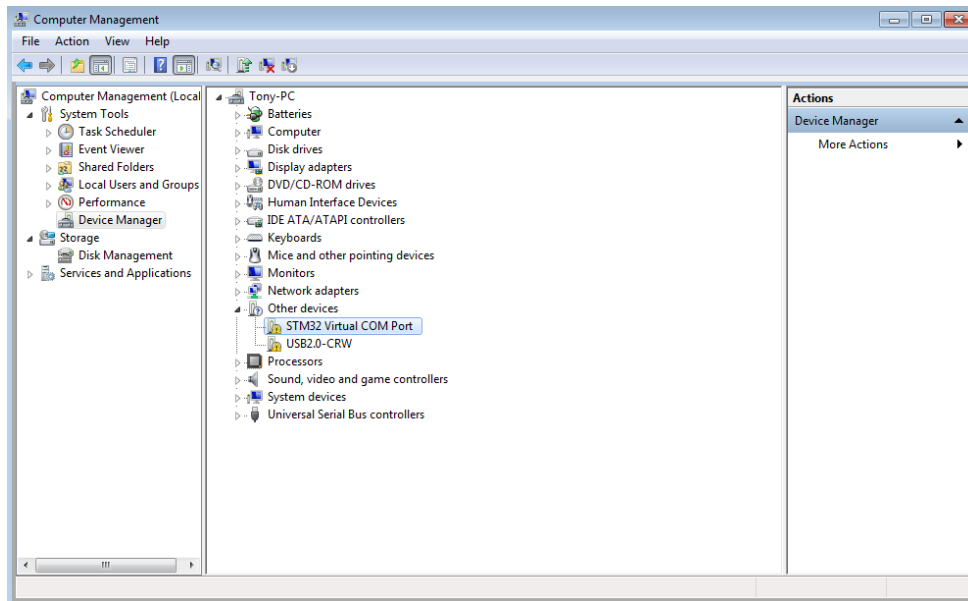 Computer Management
File Action View Help
Computer Management (Local
System Tools
Task Scheduler
Event Viewer
Shared Folders
Local Users and Groups
Performance
Device Manager
Storage
Disk Management
Services and Applications
Tony-PC
Batteries
Computer
Disk drives
Display adapters
DVD/CD-ROM drives
Human Interface Devices
IDE ATA/ATAPI controllers
Keyboards
Mice and other pointing devices
Monitors
Network adapters
Other devices
STM32 Virtual COM Port
USB2.0-CRW
Processors
Sound, video and game controllers
System devices
Universal Serial Bus controllers
Actions
Device Manager
More Actions